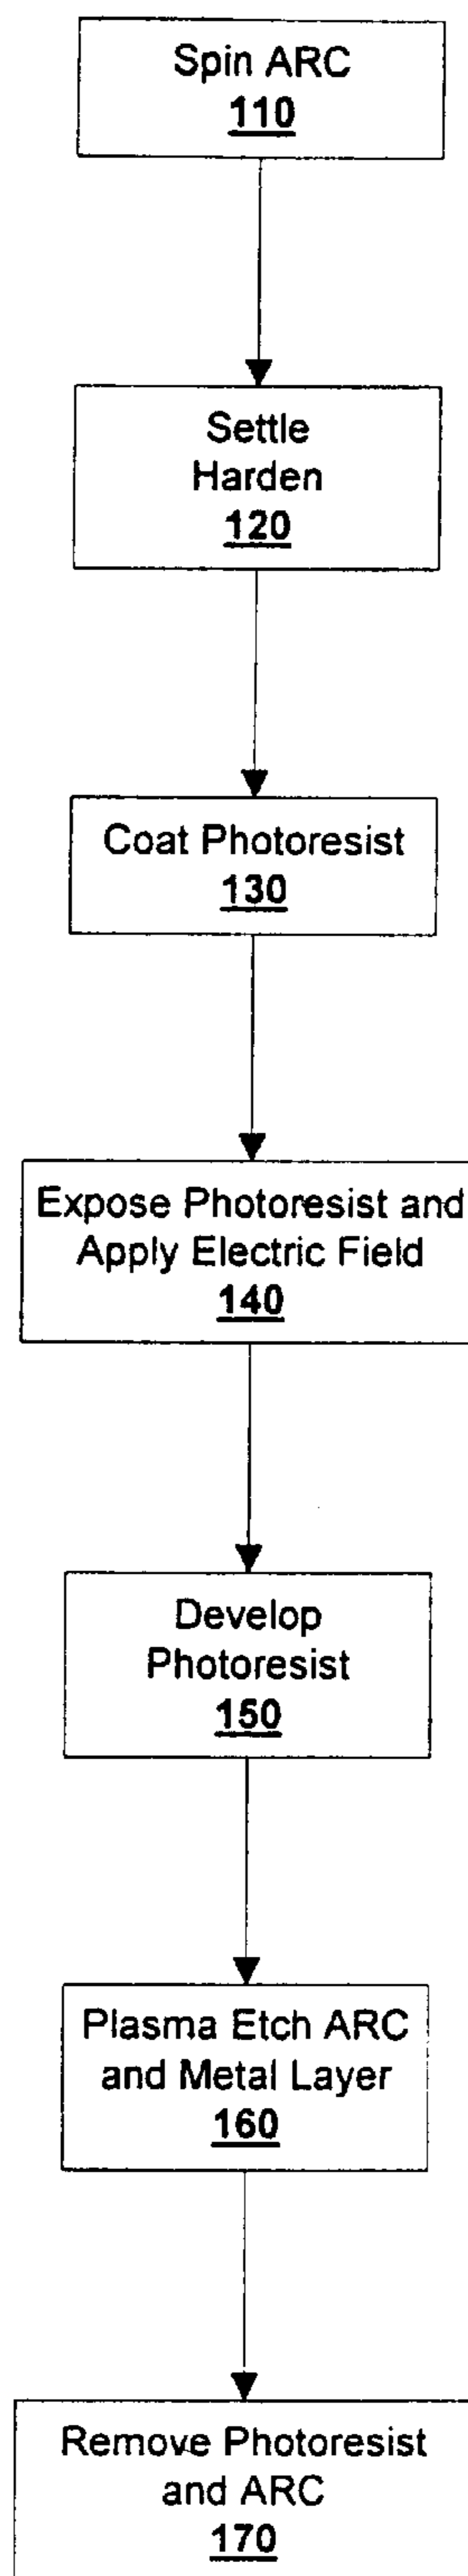 Spin ARC
110
Settle
Harden
120
Coat Photoresist
130
Expose Photoresist and
Apply Electric Field
140
Develop
Photoresist
150
Plasma Etch ARC
and Metal Layer
160
Remove Photoresist
and ARC
170